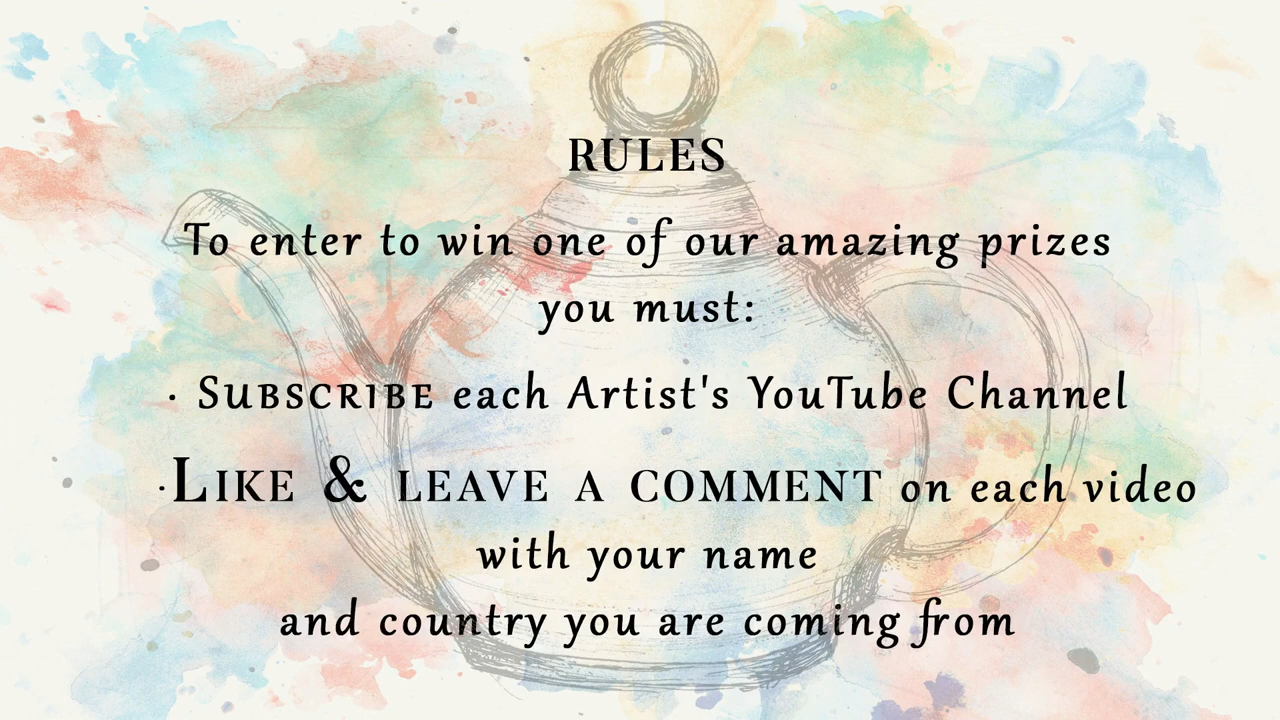 RULES
To enter to win one of our amazing prizes
you must:
· SUBSCRIBE each Artist's YouTube Channel
·LIKE & LEAVE A COMMENT on each video
with your name
and country you are coming from